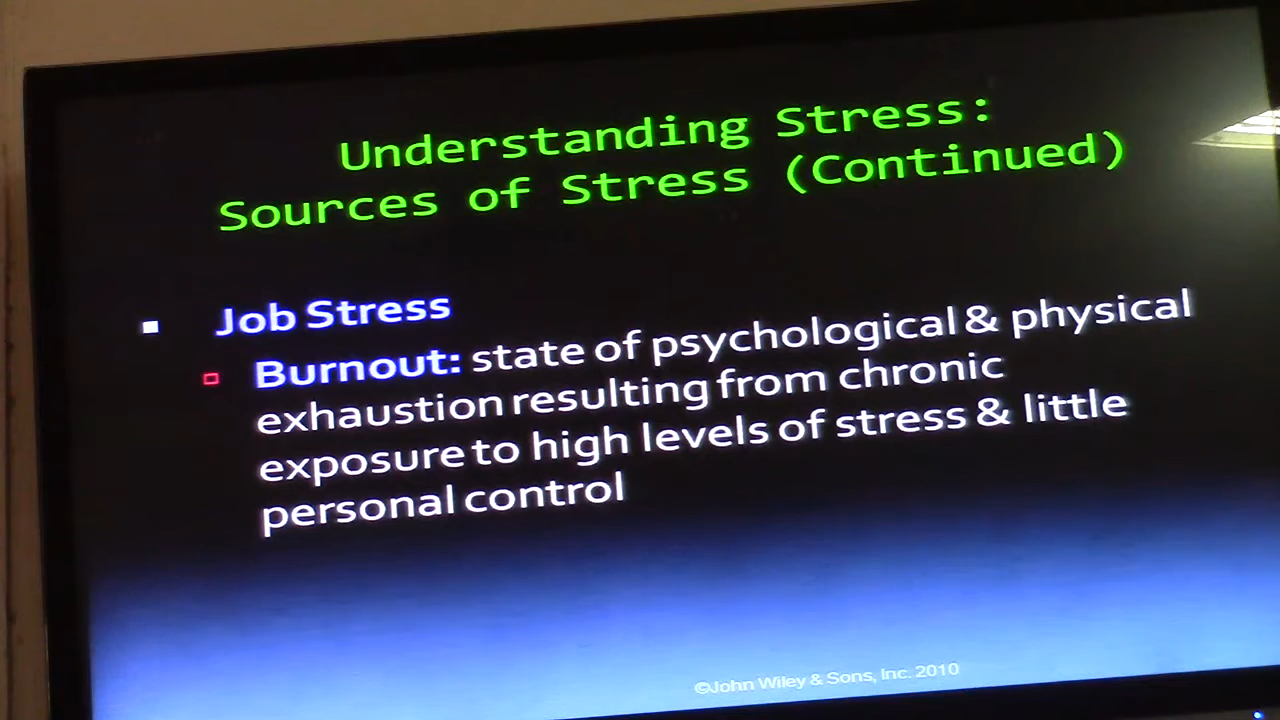 Understanding Stress:
Sources of Stress (Continued)
Job Stress
Burnout: state of psychological & physical
exhaustion resulting from chronic
exposure to high levels of stress & little
personal control
©John Wiley & Sons, Inc. 2010